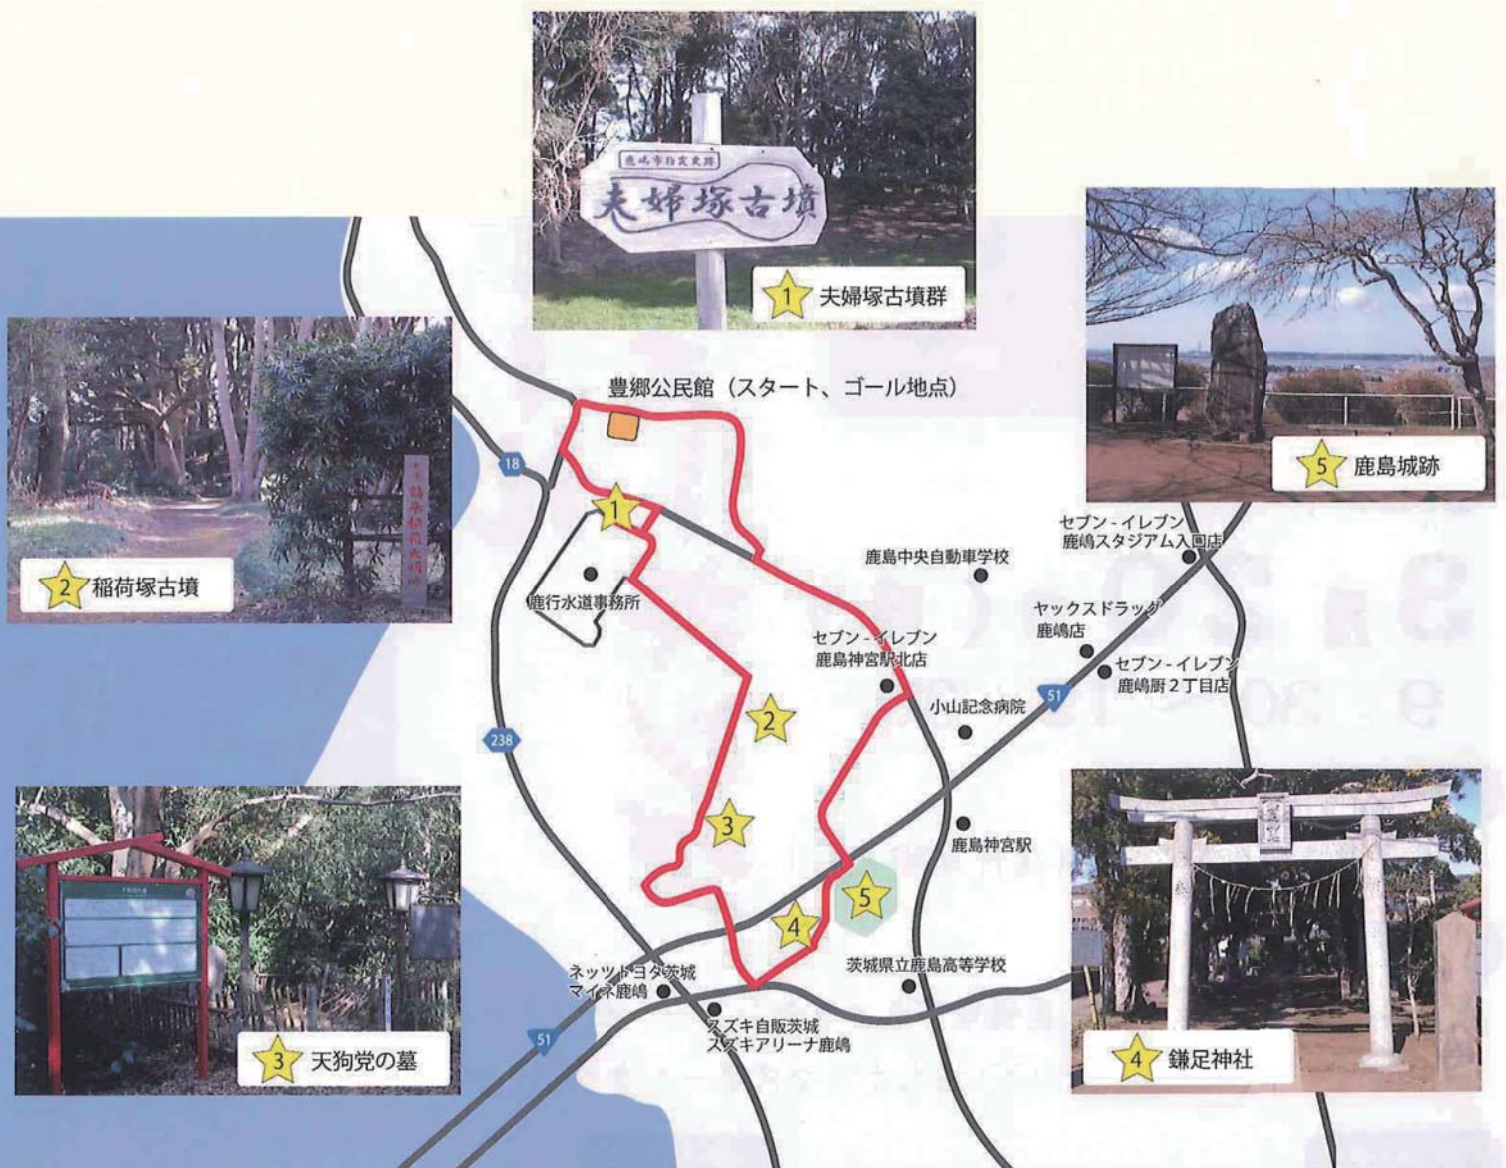 鹿嶋市指定史跡
夫婦塚古墳
1 夫婦塚古墳群
豊郷公民館（スタート、ゴール地点）
5 鹿島城跡
2 稲荷塚古墳
18
1
鹿行水道事務所
セブン - イレブン
鹿嶋スタジアム入口店
鹿島中央自動車学校
ヤックスドラッグ
鹿嶋店
セブン - イレブン
鹿島神宮駅北店
セブン - イレブン
鹿嶋厨２丁目店
51
小山記念病院
2
238
3
鹿島神宮駅
5
4
茨城県立鹿島高等学校
ネッツトヨタ茨城
マイネ鹿嶋
スズキ自販茨城
スズキアリーナ鹿嶋
51
3 天狗党の墓
4 鎌足神社